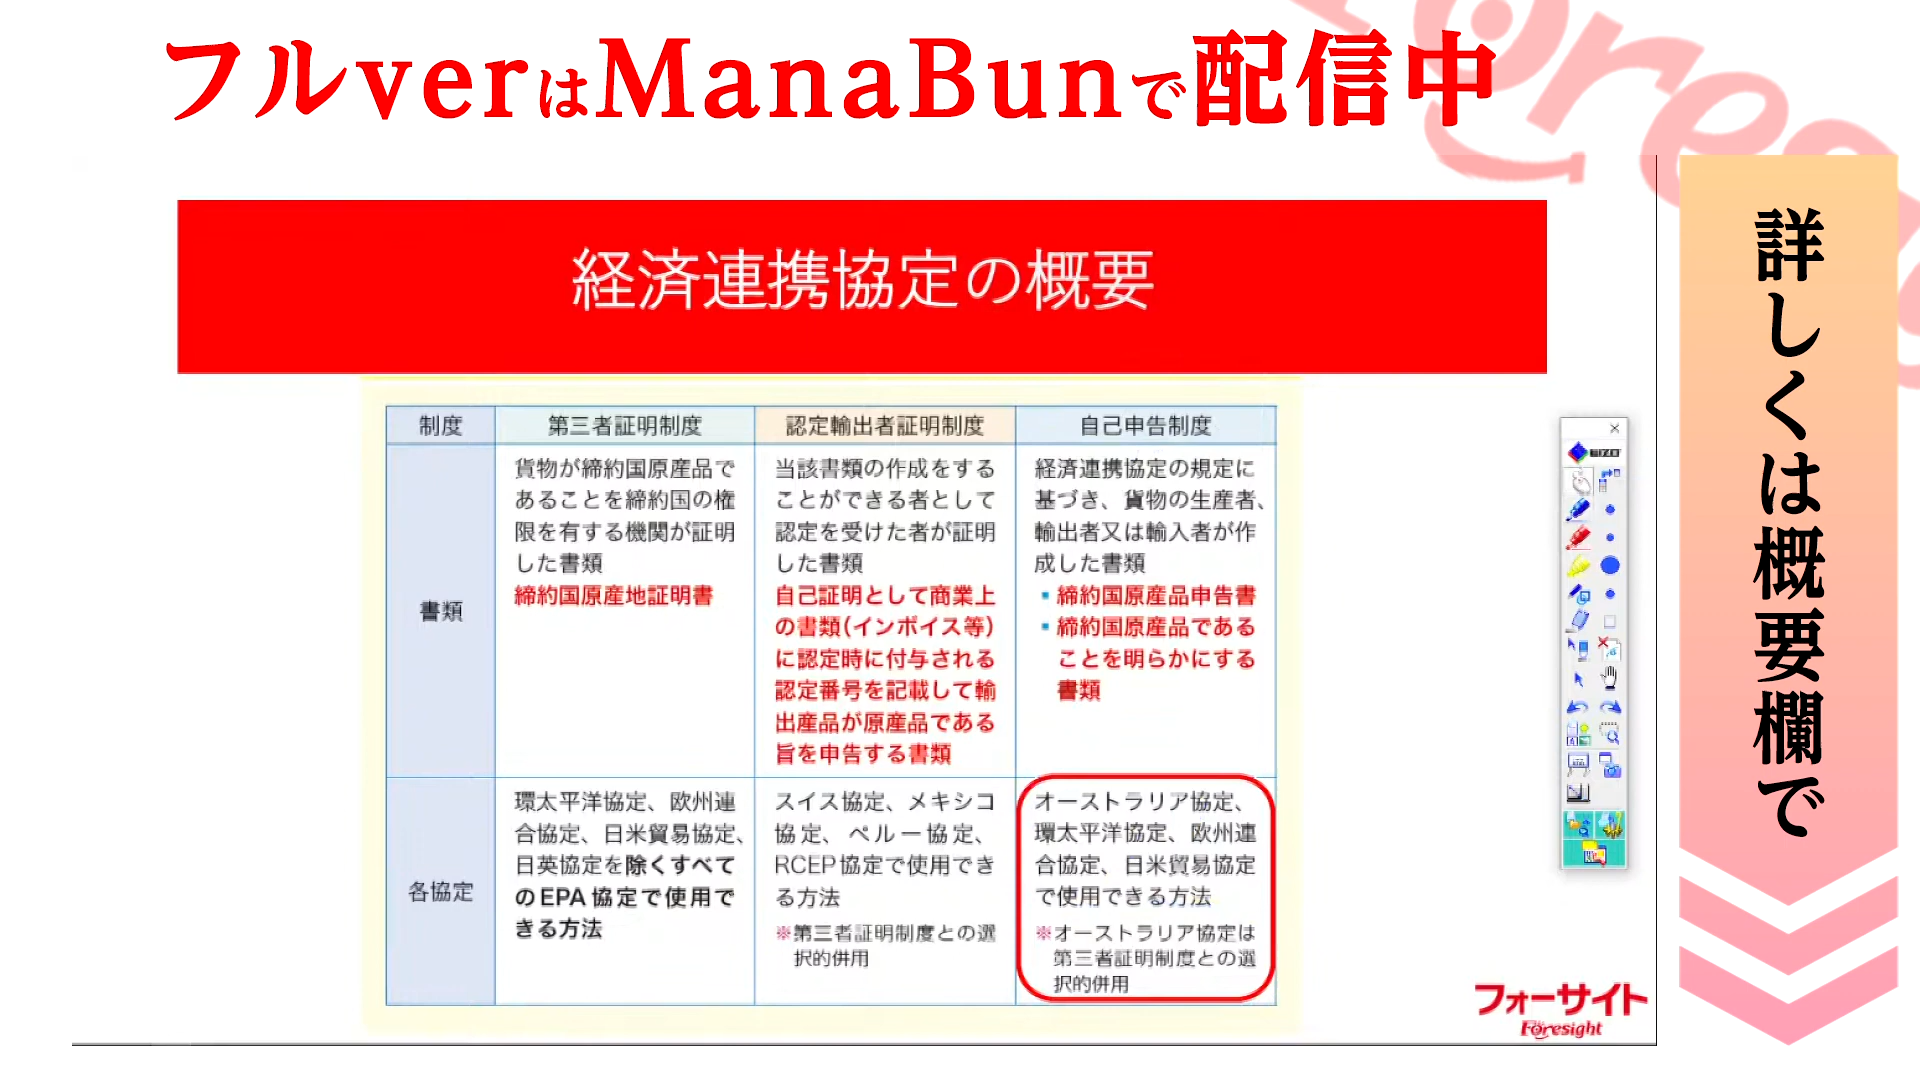 フルverはManaBunで配信中
経済連携協定の概要
制度
第三者証明制度
認定輸出者証明制度
自己申告制度
書類
貨物が締約国原産品で
あることを締約国の権
限を有する機関が証明
した書類
締約国原産地証明書
当該書類の作成をする
ことができる者として
認定を受けた者が証明
した書類
自己証明として商業上
の書類(インボイス等)
に認定時に付与される
認定番号を記載して輸
出産品が原産品である
旨を申告する書類
経済連携協定の規定に
基づき、貨物の生産者、
輸出者又は輸入者が作
成した書類
▪締約国原産品申告書
▪締約国原産品である
ことを明らかにする
書類
各協定
環太平洋協定、欧州連
合協定、日米貿易協定、
日英協定を除くすべて
のEPA協定で使用で
きる方法
スイス協定、メキシコ
協定、ペルー協定、
RCEP協定で使用でき
る方法
※第三者証明制度との選
択的併用
オーストラリア協定、
環太平洋協定、欧州連
合協定、日米貿易協定
で使用できる方法
※オーストラリア協定は
第三者証明制度との選
択的併用
詳しくは概要欄で
フォーサイト
Foresight
Foresight